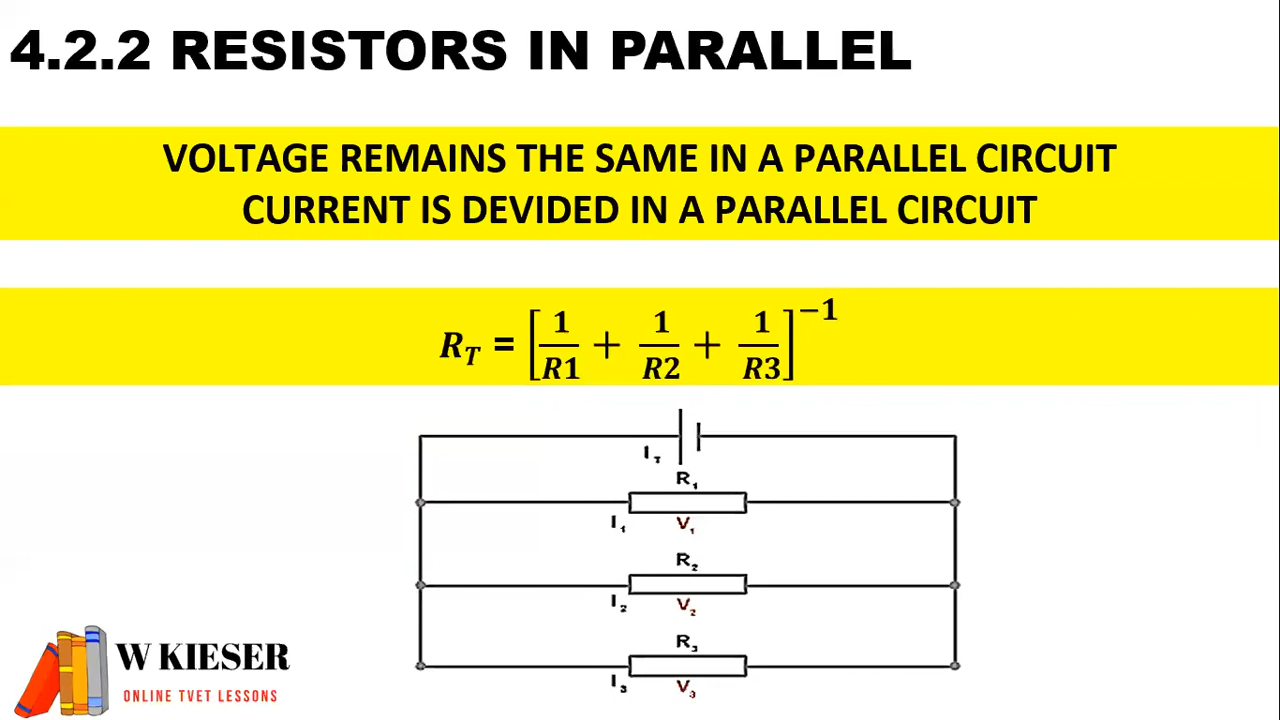 4.2.2 RESISTORS IN PARALLEL
VOLTAGE REMAINS THE SAME IN A PARALLEL CIRCUIT
CURRENT IS DEVIDED IN A PARALLEL CIRCUIT
R_T = [1/R1 + 1/R2 + 1/R3]^−1
I_T
R_1
I_1 V_1
R_2
I_2 V_2
R_3
I_3 V_3
W KIESER
ONLINE TVET LESSONS